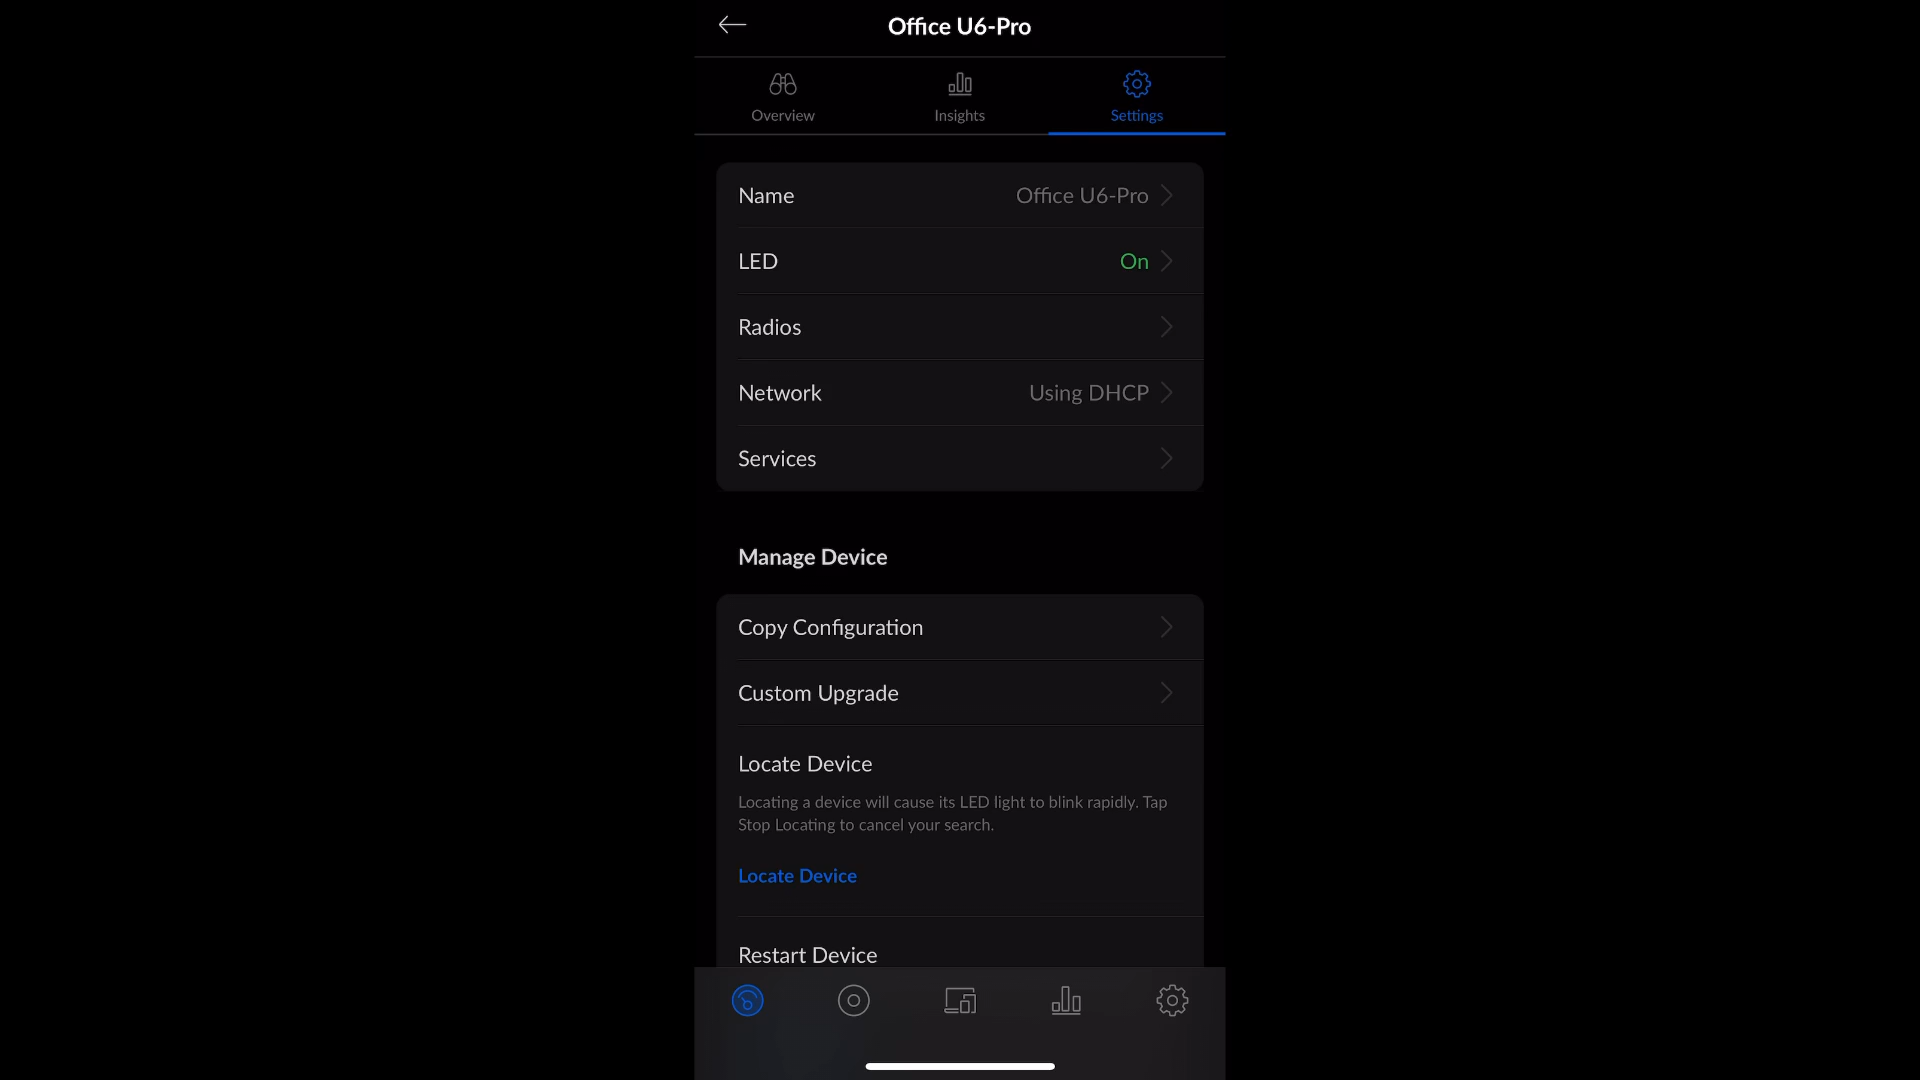 Office U6-Pro
Overview
Insights
Settings
Name
Office U6-Pro
LED
On
Radios
Network
Using DHCP
Services
Manage Device
Copy Configuration
Custom Upgrade
Locate Device
Locating a device will cause its LED light to blink rapidly. Tap
Stop Locating to cancel your search.
Locate Device
Restart Device